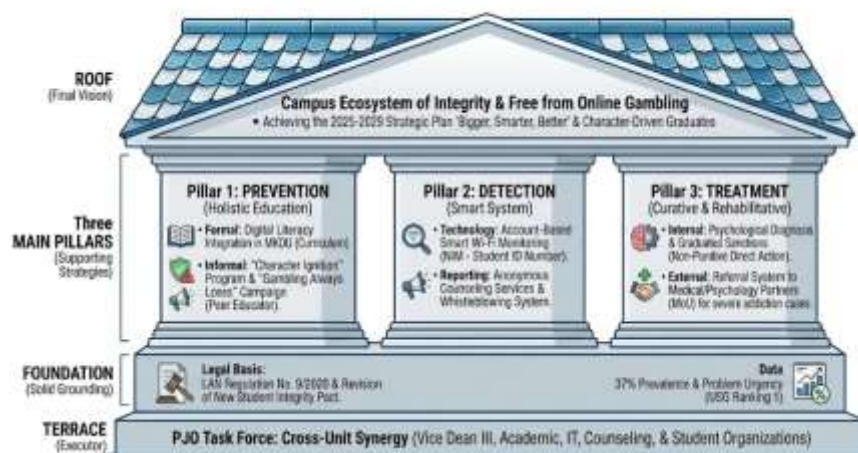 ROOF
(Final Vision)
Campus Ecosystem of Integrity & Free from Online Gambling
• Achieving the 2025-2029 Strategic Plan 'Bigger, Smarter, Better' & Character-Driven Graduates
Three
MAIN PILLARS
(Supporting
Strategies)
Pillar 1: PREVENTION
(Holistic Education)
• Formal: Digital Literacy
Integration in MKDU (Curriculum)
• Informal: "Character Ignition"
Program & "Gambling Always
Loses" Campaign
(Peer Educator).
Pillar 2: DETECTION
(Smart System)
• Technology: Account-Based
Smart Wi-Fi Monitoring
(NIM - Student ID Number).
• Reporting: Anonymous
Counseling Services &
Whistleblowing System.
Pillar 3: TREATMENT
(Curative & Rehabilitative)
• Internal: Psychological Diagnosis
& Graduated Sanctions
(Non-Punitive Direct Action).
• External: Referral System to
Medical/Psychology Partners
(MoU) for severe addiction cases
FOUNDATION
(Solid Grounding)
Legal Basis:
LAN Regulation No. 9/2020 & Revision
of New Student Integrity Pact.
Data
37% Prevalence & Problem Urgency
(USG Ranking 1)
TERRACE
(Executor)
PJO Task Force: Cross-Unit Synergy (Vice Dean III, Academic, IT, Counseling, & Student Organizations)